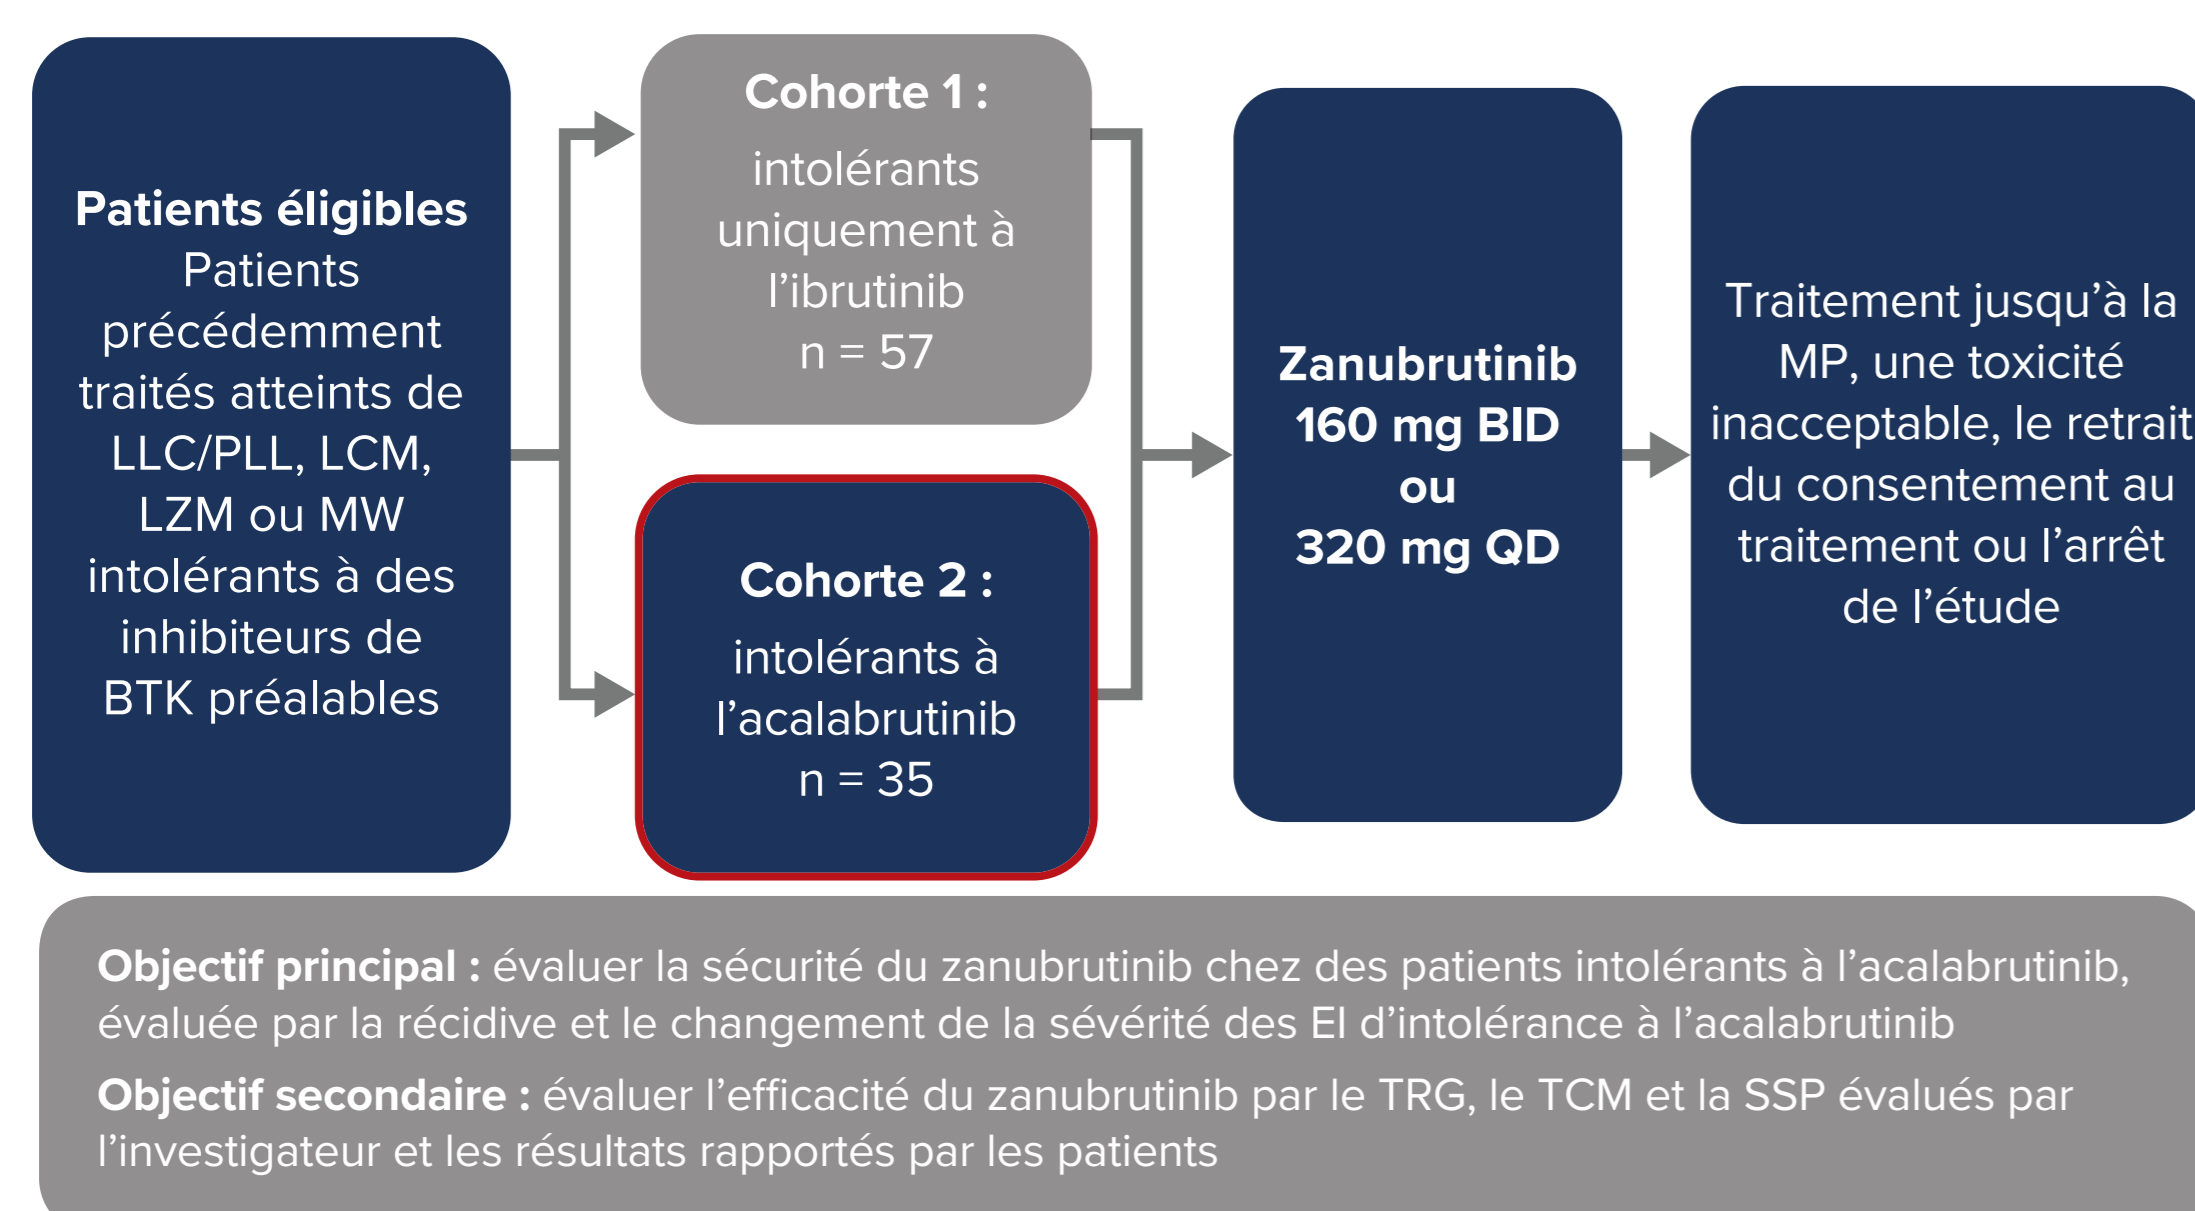 Patients éligibles
Patients
précédemment
traités atteints de
LLC/PLL, LCM,
LZM ou MW
intolérants à des
inhibiteurs de
BTK préalables
Cohorte 1 :
intolérants
uniquement à
l’ibrutinib
n = 57
Cohorte 2 :
intolérants à
l’acalabrutinib
n = 35
Zanubrutinib
160 mg BID
ou
320 mg QD
Traitement jusqu’à la
MP, une toxicité
inacceptable, le retrait
du consentement au
traitement ou l’arrêt
de l’étude
Objectif principal : évaluer la sécurité du zanubrutinib chez des patients intolérants à l’acalabrutinib,
évaluée par la récidive et le changement de la sévérité des EI d’intolérance à l’acalabrutinib
Objectif secondaire : évaluer l’efficacité du zanubrutinib par le TRG, le TCM et la SSP évalués par
l’investigateur et les résultats rapportés par les patients